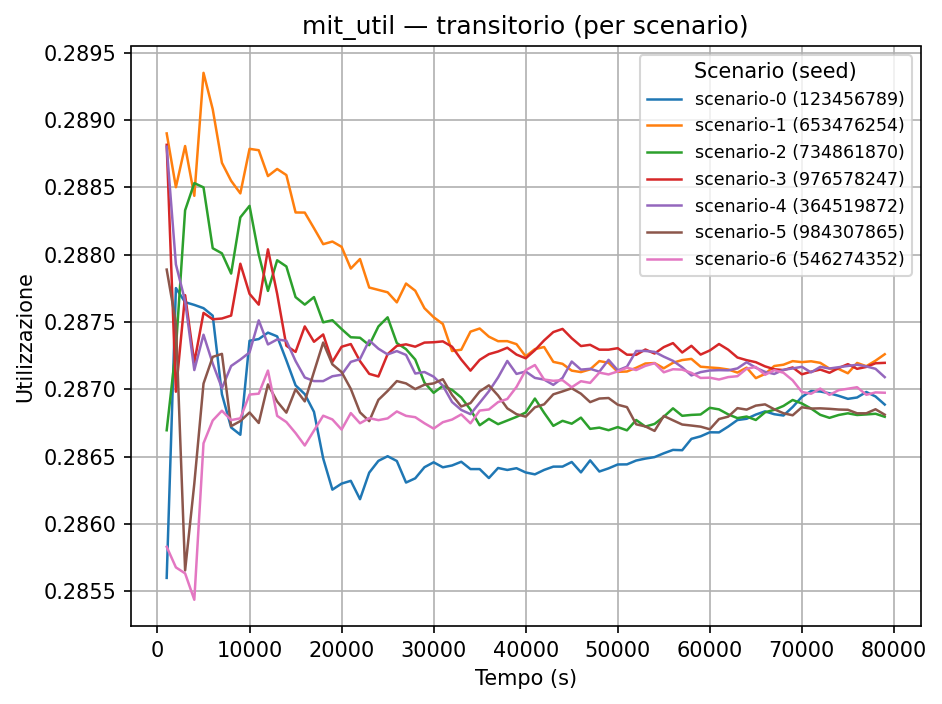 mit_util — transitorio (per scenario)
Utilizzazione
0.2895
0.2890
0.2885
0.2880
0.2875
0.2870
0.2865
0.2860
0.2855
Scenario (seed)
scenario-0 (123456789)
scenario-1 (653476254)
scenario-2 (734861870)
scenario-3 (976578247)
scenario-4 (364519872)
scenario-5 (984307865)
scenario-6 (546274352)
0 10000 20000 30000 40000 50000 60000 70000 80000
Tempo (s)